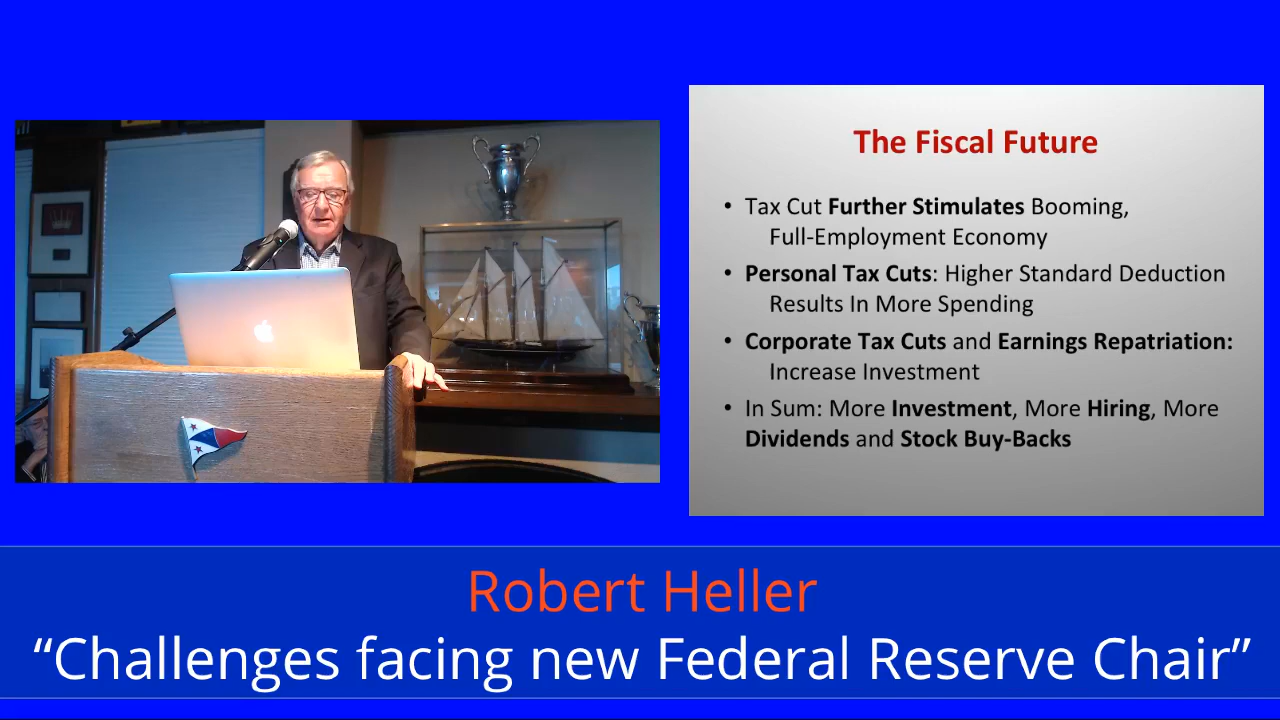 The Fiscal Future
• Tax Cut Further Stimulates Booming,
Full-Employment Economy
• Personal Tax Cuts: Higher Standard Deduction
Results In More Spending
• Corporate Tax Cuts and Earnings Repatriation:
Increase Investment
• In Sum: More Investment, More Hiring, More
Dividends and Stock Buy-Backs
Robert Heller
“Challenges facing new Federal Reserve Chair”